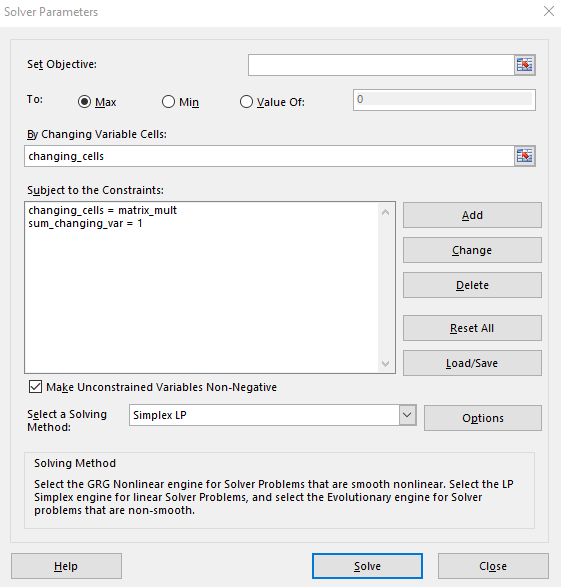 Solver Parameters
Set Objective:
To:
Max
Min
Value Of:
0
By Changing Variable Cells:
changing_cells
Subject to the Constraints:
changing_cells = matrix_mult
sum_changing_var = 1
Add
Change
Delete
Reset All
Load/Save
Make Unconstrained Variables Non-Negative
Select a Solving
Method:
Simplex LP
Options
Solving Method
Select the GRG Nonlinear engine for Solver Problems that are smooth nonlinear. Select the LP
Simplex engine for linear Solver Problems, and select the Evolutionary engine for Solver
problems that are non-smooth.
Help
Solve
Close